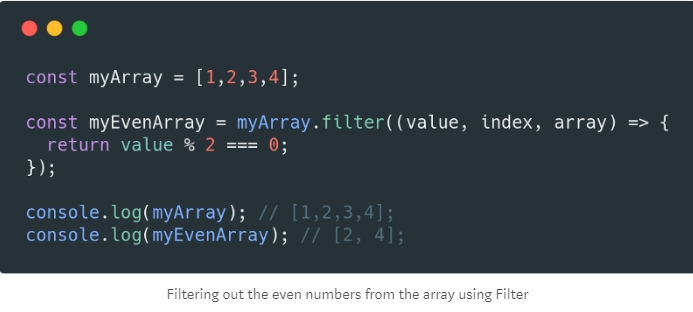 const myArray = [1,2,3,4];
const myEvenArray = myArray.filter((value, index, array) => {
  return value % 2 === 0;
});
console.log(myArray); // [1,2,3,4];
console.log(myEvenArray); // [2, 4];
Filtering out the even numbers from the array using Filter